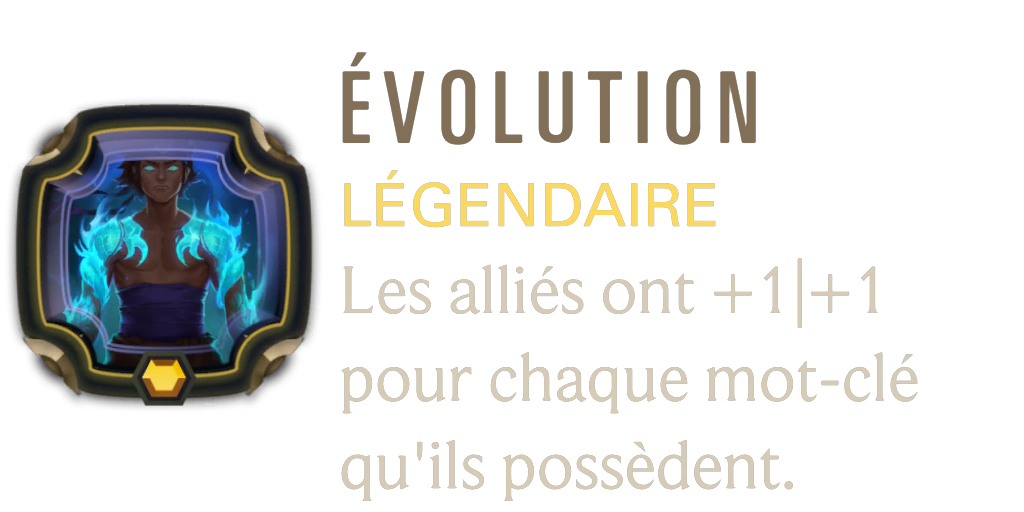 ÉVOLUTION
LÉGENDAIRE
Les alliés ont +1|+1
pour chaque mot-clé
qu'ils possèdent.